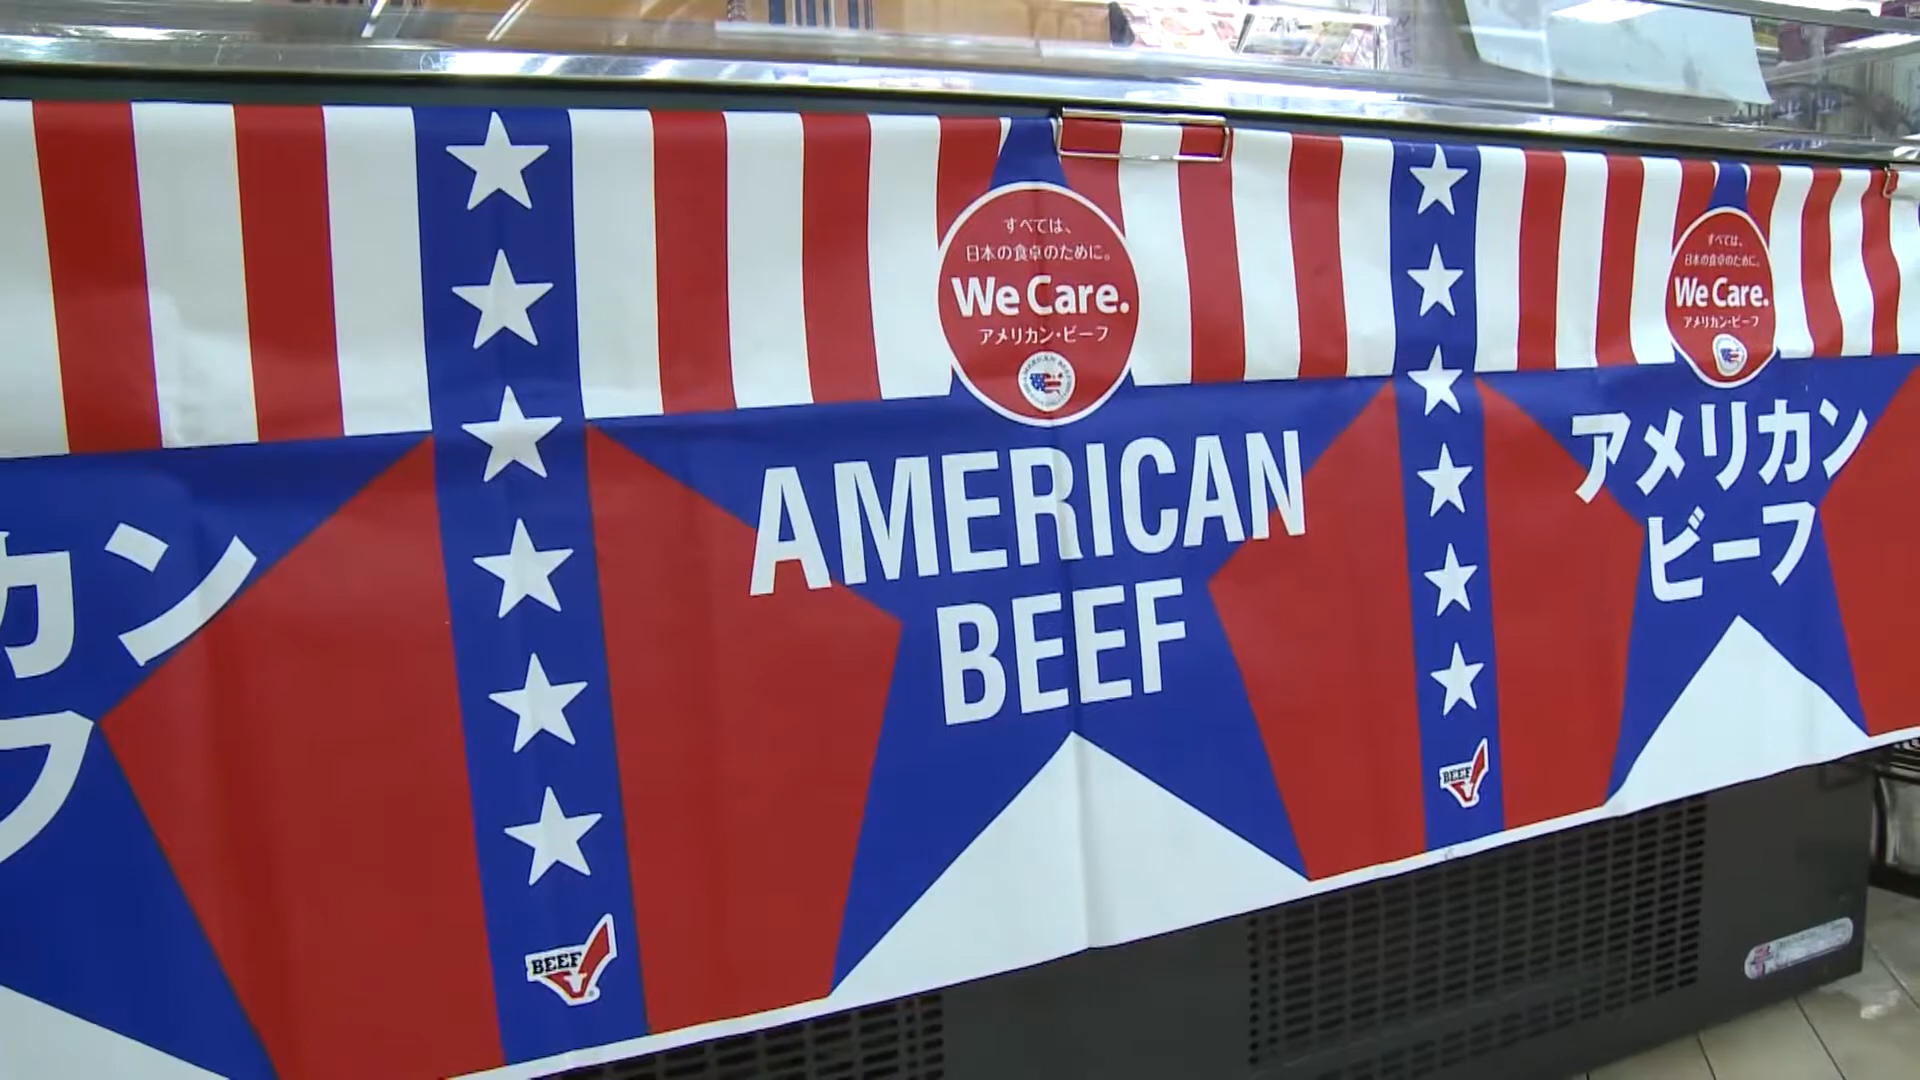 カン
フ
BEEF
すべては、
日本の食卓のために。
We Care.
アメリカン・ビーフ
AMERICAN
BEEF
BEEF
すべては、
日本の食卓のために。
We Care.
アメリカン・ビーフ
アメリカン
ビーフ